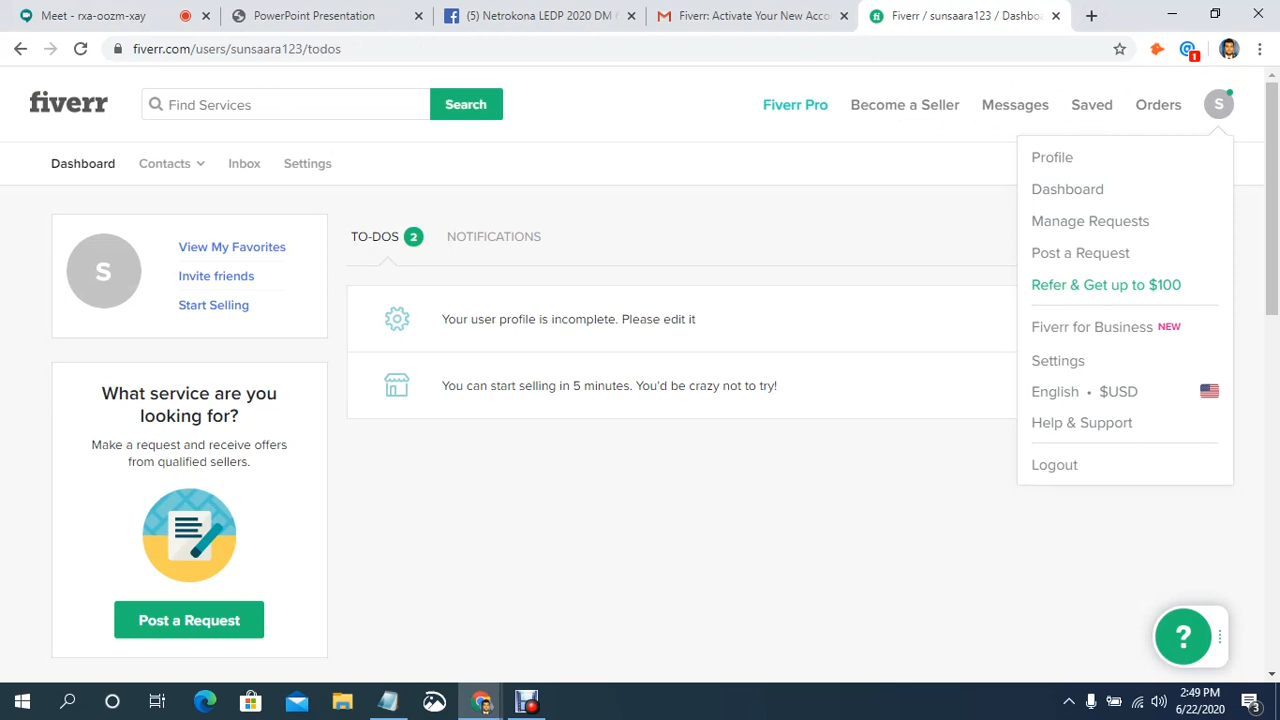 Meet - rxa-oozm-xay
PowerPoint Presentation
(5) Netrokona LEDP 2020 DM F
Fiverr: Activate Your New Acco
fi Fiverr / sunsaara123 / Dashbo
fiverr.com/users/sunsaara123/todos
1
fiverr
Find Services
Search
Fiverr Pro
Become a Seller
Messages
Saved
Orders
S
Dashboard
Contacts
Inbox
Settings
Profile
Dashboard
Manage Requests
Post a Request
Refer & Get up to $100
Fiverr for Business NEW
Settings
English • $USD
Help & Support
Logout
S
View My Favorites
Invite friends
Start Selling
TO-DOS 2
NOTIFICATIONS
Your user profile is incomplete. Please edit it
You can start selling in 5 minutes. You'd be crazy not to try!
What service are you
looking for?
Make a request and receive offers
from qualified sellers.
Post a Request
?
2:49 PM
6/22/2020
3